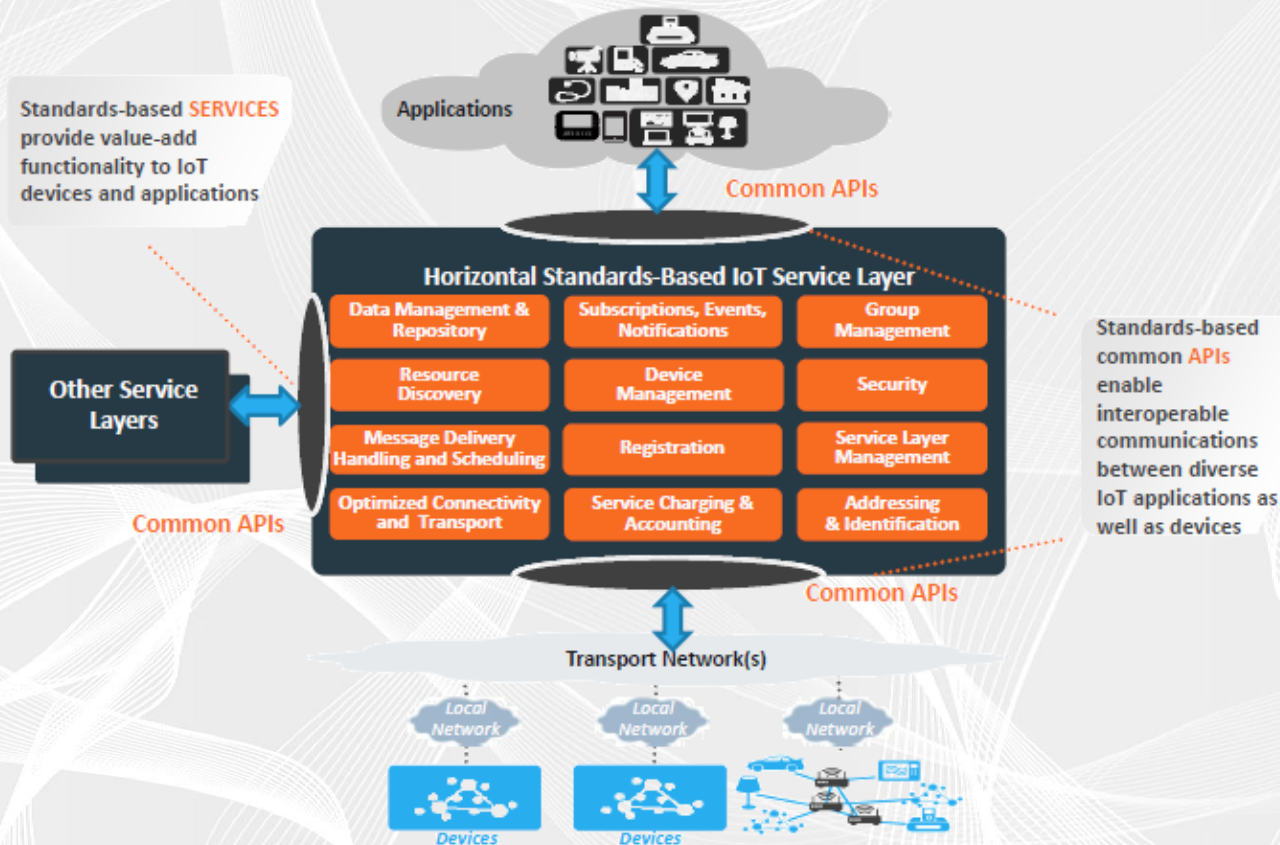 Applications
Standards-based SERVICES
provide value-add
functionality to IoT
devices and applications
Common APIs
Horizontal Standards-Based IoT Service Layer
Data Management &
Repository
Subscriptions, Events,
Notifications
Group
Management
Resource
Discovery
Device
Management
Security
Message Delivery
Handling and Scheduling
Registration
Service Layer
Management
Optimized Connectivity
and Transport
Service Charging &
Accounting
Addressing
& Identification
Other Service
Layers
Common APIs
Standards-based
common APIs
enable
interoperable
communications
between diverse
IoT applications as
well as devices
Common APIs
Transport Network(s)
Local
Network
Local
Network
Local
Network
Devices
Devices